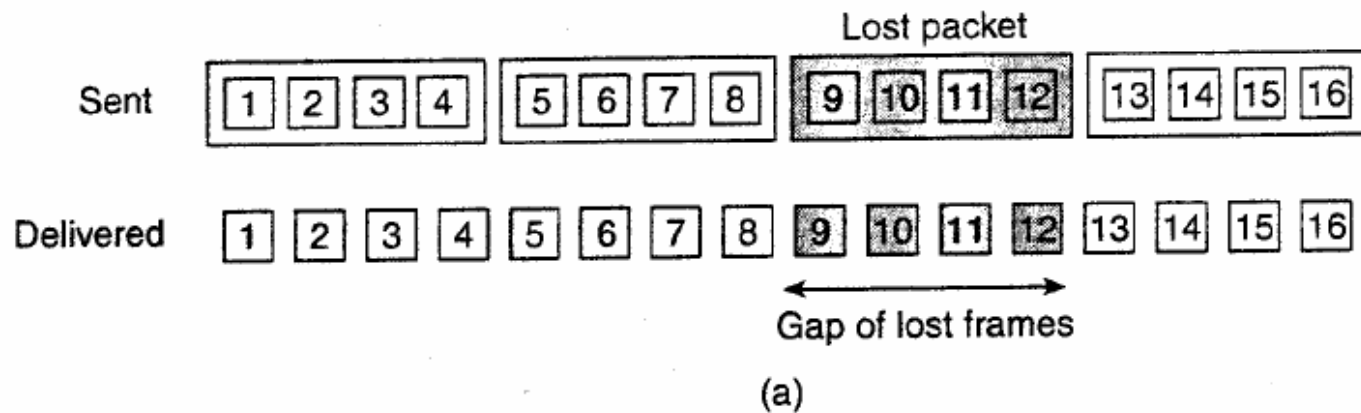 Lost packet
Sent 1 2 3 4 5 6 7 8 9 10 11 12 13 14 15 16
Delivered 1 2 3 4 5 6 7 8 9 10 11 12 13 14 15 16
Gap of lost frames
(a)